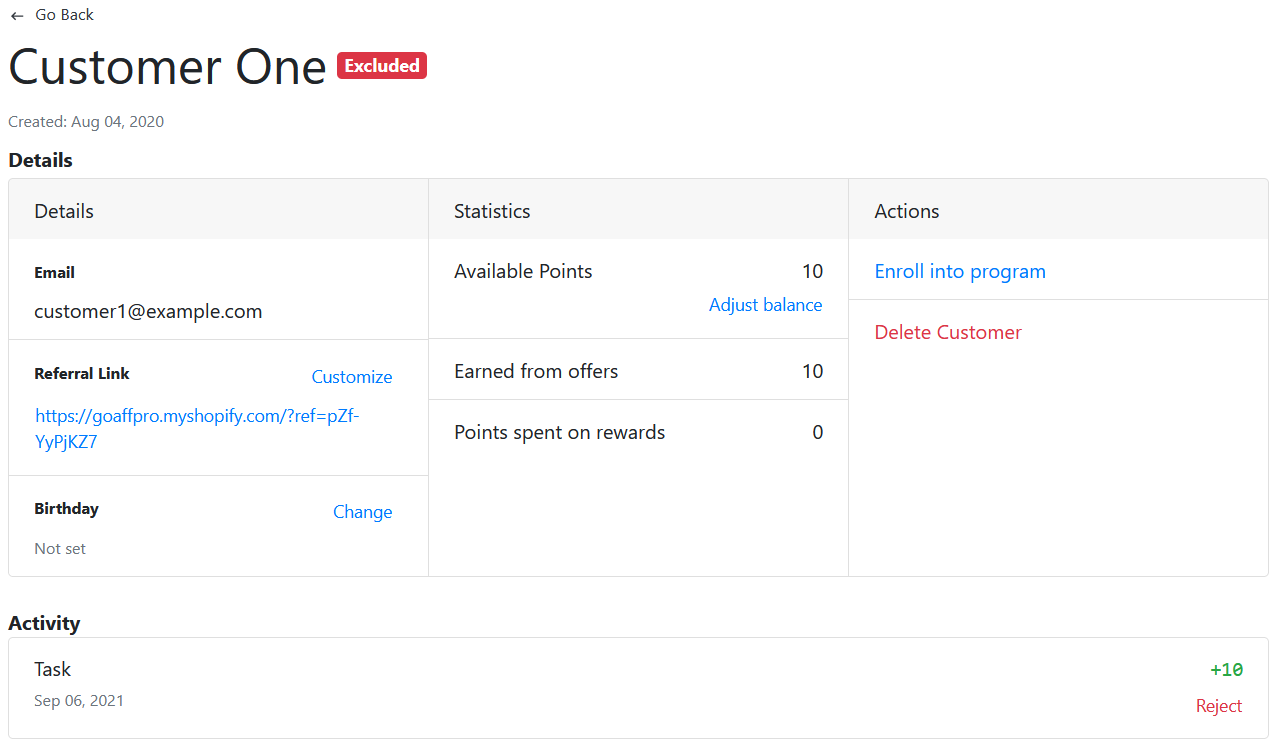 ← Go Back
Customer One Excluded
Created: Aug 04, 2020
Details
Details
Email
customer1@example.com
Referral Link Customize
https://goaffpro.myshopify.com/?ref=pZf-
YyPjKZ7
Birthday Change
Not set
Statistics
Available Points 10
Adjust balance
Earned from offers 10
Points spent on rewards 0
Actions
Enroll into program
Delete Customer
Activity
Task +10
Sep 06, 2021
Reject